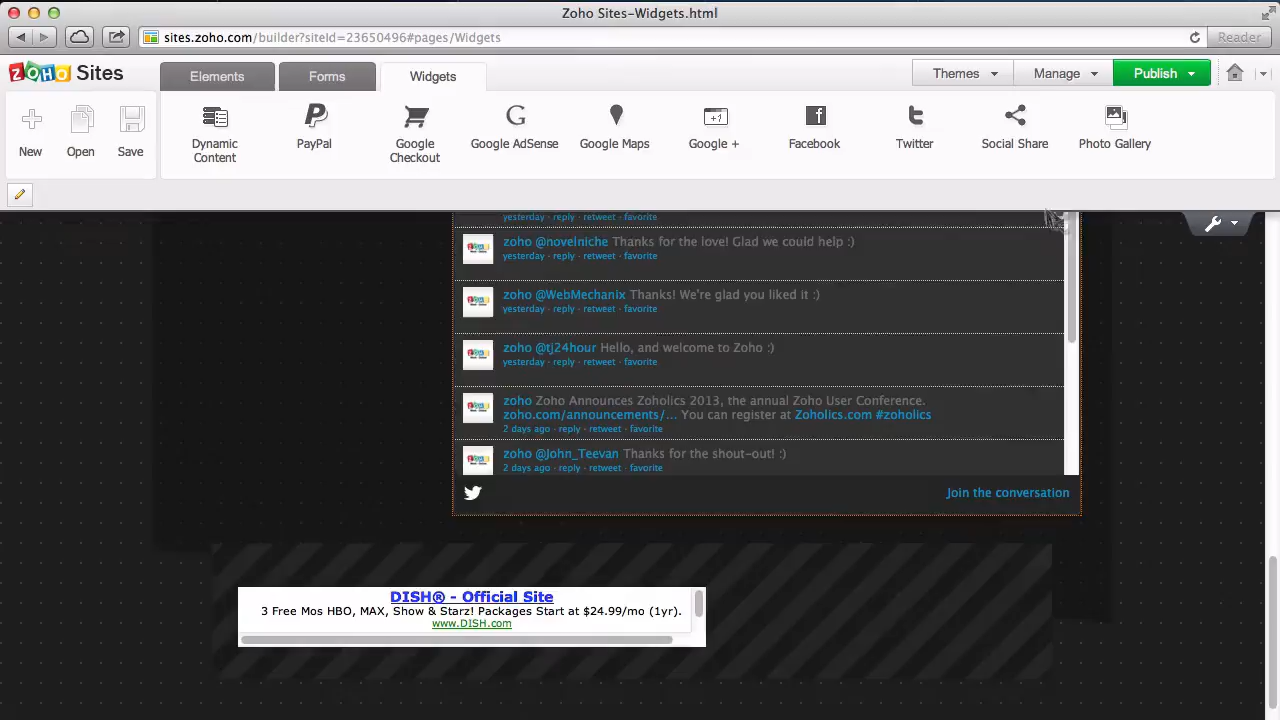 Zoho Sites-Widgets.html
sites.zoho.com/builder?siteId=23650496#pages/Widgets
Reader
ZOHO Sites
Elements
Forms
Widgets
Themes
Manage
Publish
New
Open
Save
Dynamic
Content
PayPal
Google
Checkout
Google AdSense
Google Maps
+1
Google +
Facebook
Twitter
Social Share
Photo Gallery
yesterday · reply · retweet · favorite
zoho @novelniche Thanks for the love! Glad we could help :)
yesterday · reply · retweet · favorite
zoho @WebMechanix Thanks! We're glad you liked it :)
yesterday · reply · retweet · favorite
zoho @tj24hour Hello, and welcome to Zoho :)
yesterday · reply · retweet · favorite
zoho Zoho Announces Zoholics 2013, the annual Zoho User Conference.
zoho.com/announcements/... You can register at Zoholics.com #zoholics
2 days ago · reply · retweet · favorite
zoho @John_Teevan Thanks for the shout-out! :)
2 days ago · reply · retweet · favorite
Join the conversation
DISH® - Official Site
3 Free Mos HBO, MAX, Show & Starz! Packages Start at $24.99/mo (1yr).
www.DISH.com